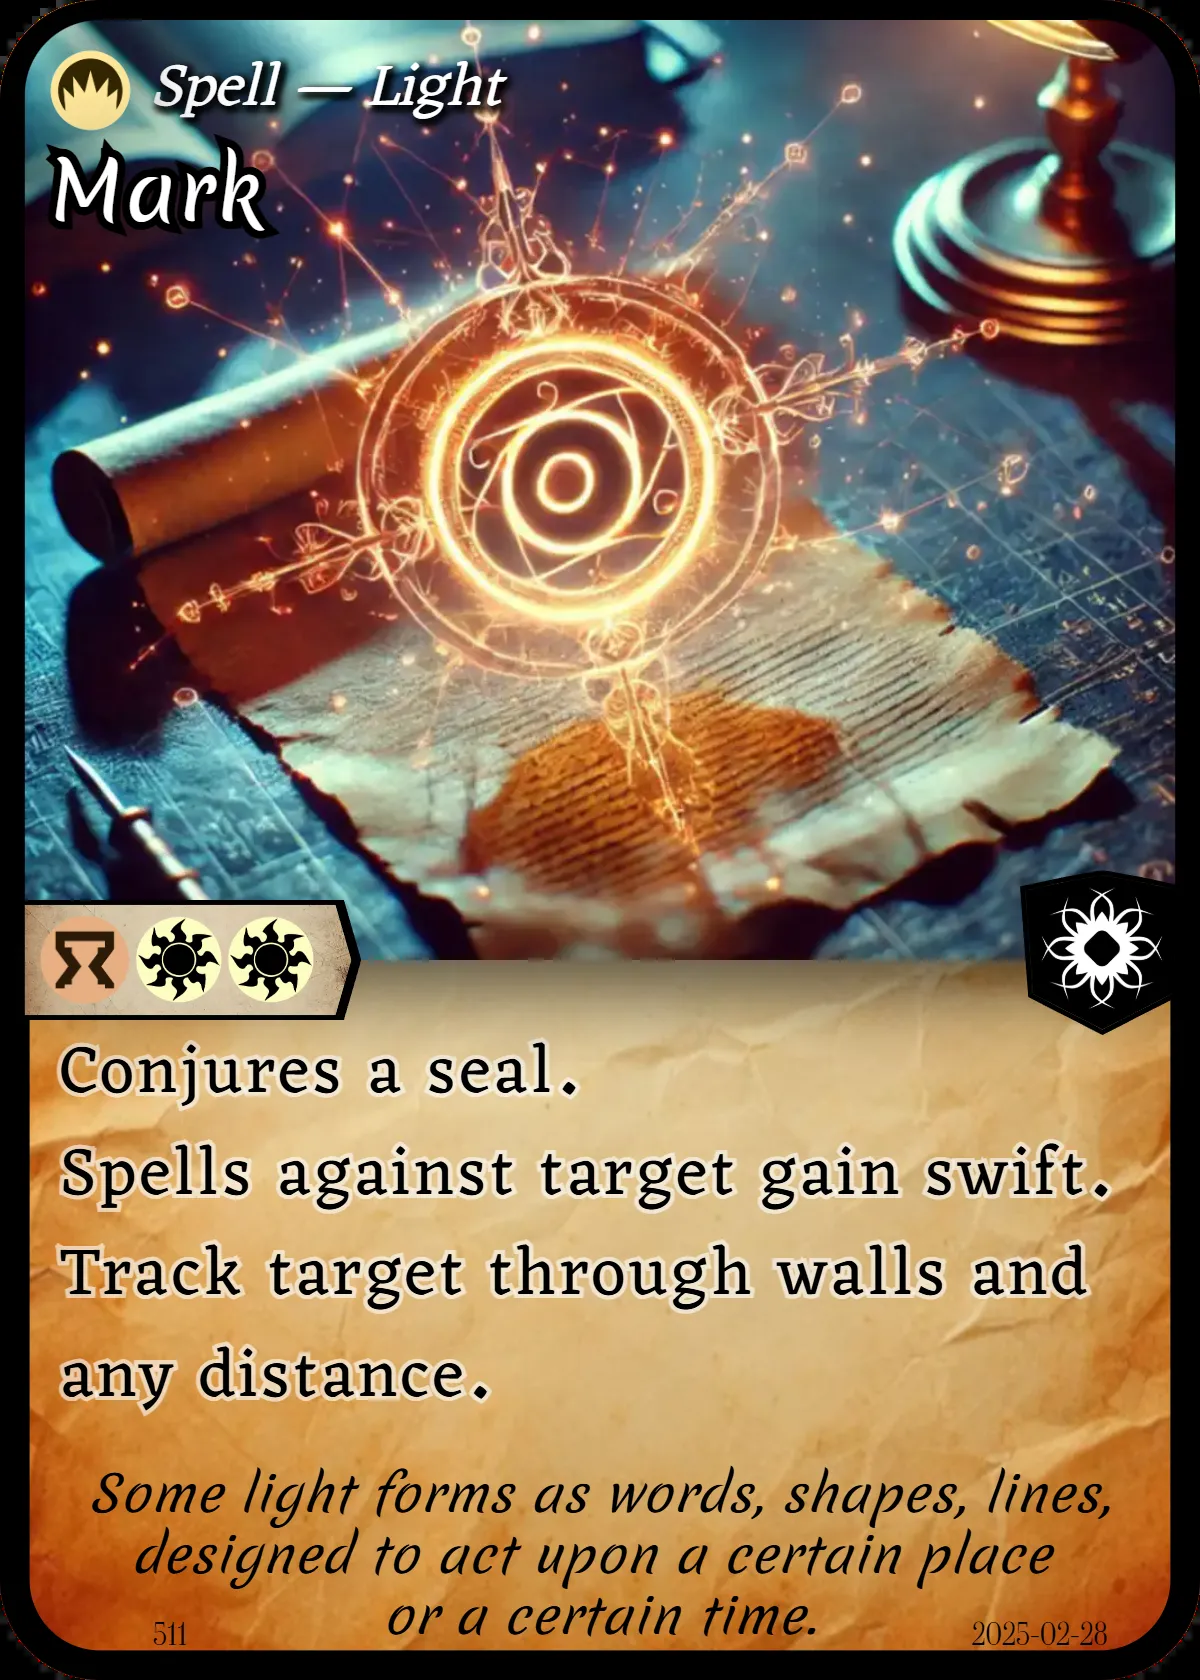 Spell — Light
Mark
Conjures a seal.
Spells against target gain swift.
Track target through walls and
any distance.
Some light forms as words, shapes, lines,
designed to act upon a certain place
or a certain time.
511
2025-02-28